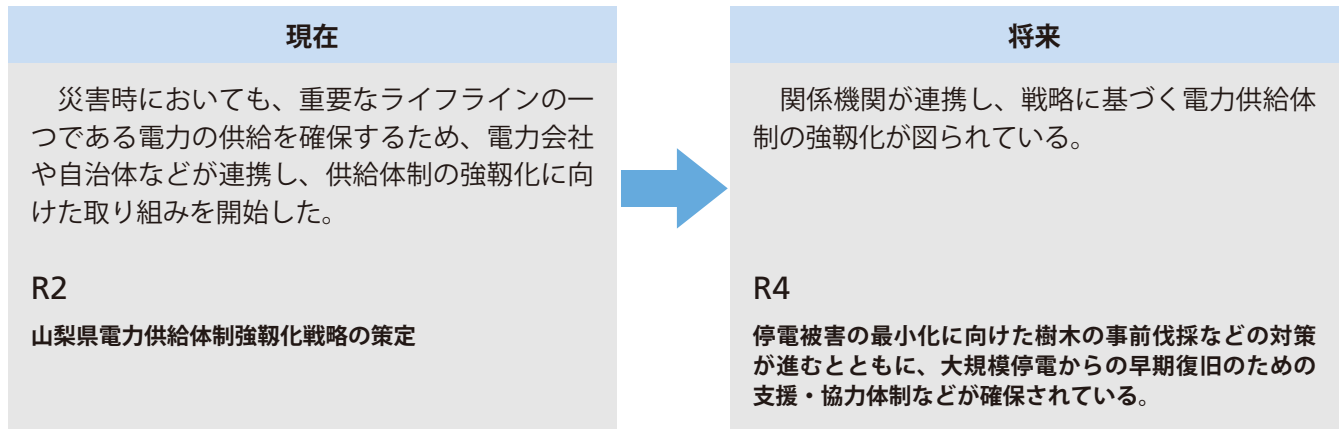 現在
災害時においても、重要なライフラインの一
つである電力の供給を確保するため、電力会社
や自治体などが連携し、供給体制の強靱化に向
けた取り組みを開始した。
R2
山梨県電力供給体制強靱化戦略の策定
将来
関係機関が連携し、戦略に基づく電力供給体
制の強靱化が図られている。
R4
停電被害の最小化に向けた樹木の事前伐採などの対策
が進むとともに、大規模停電からの早期復旧のための
支援・協力体制などが確保されている。